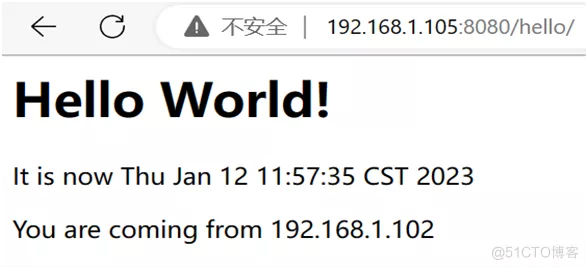 不安全 | 192.168.1.105:8080/hello/
Hello World!
It is now Thu Jan 12 11:57:35 CST 2023
You are coming from 192.168.1.102
@51CTO博客